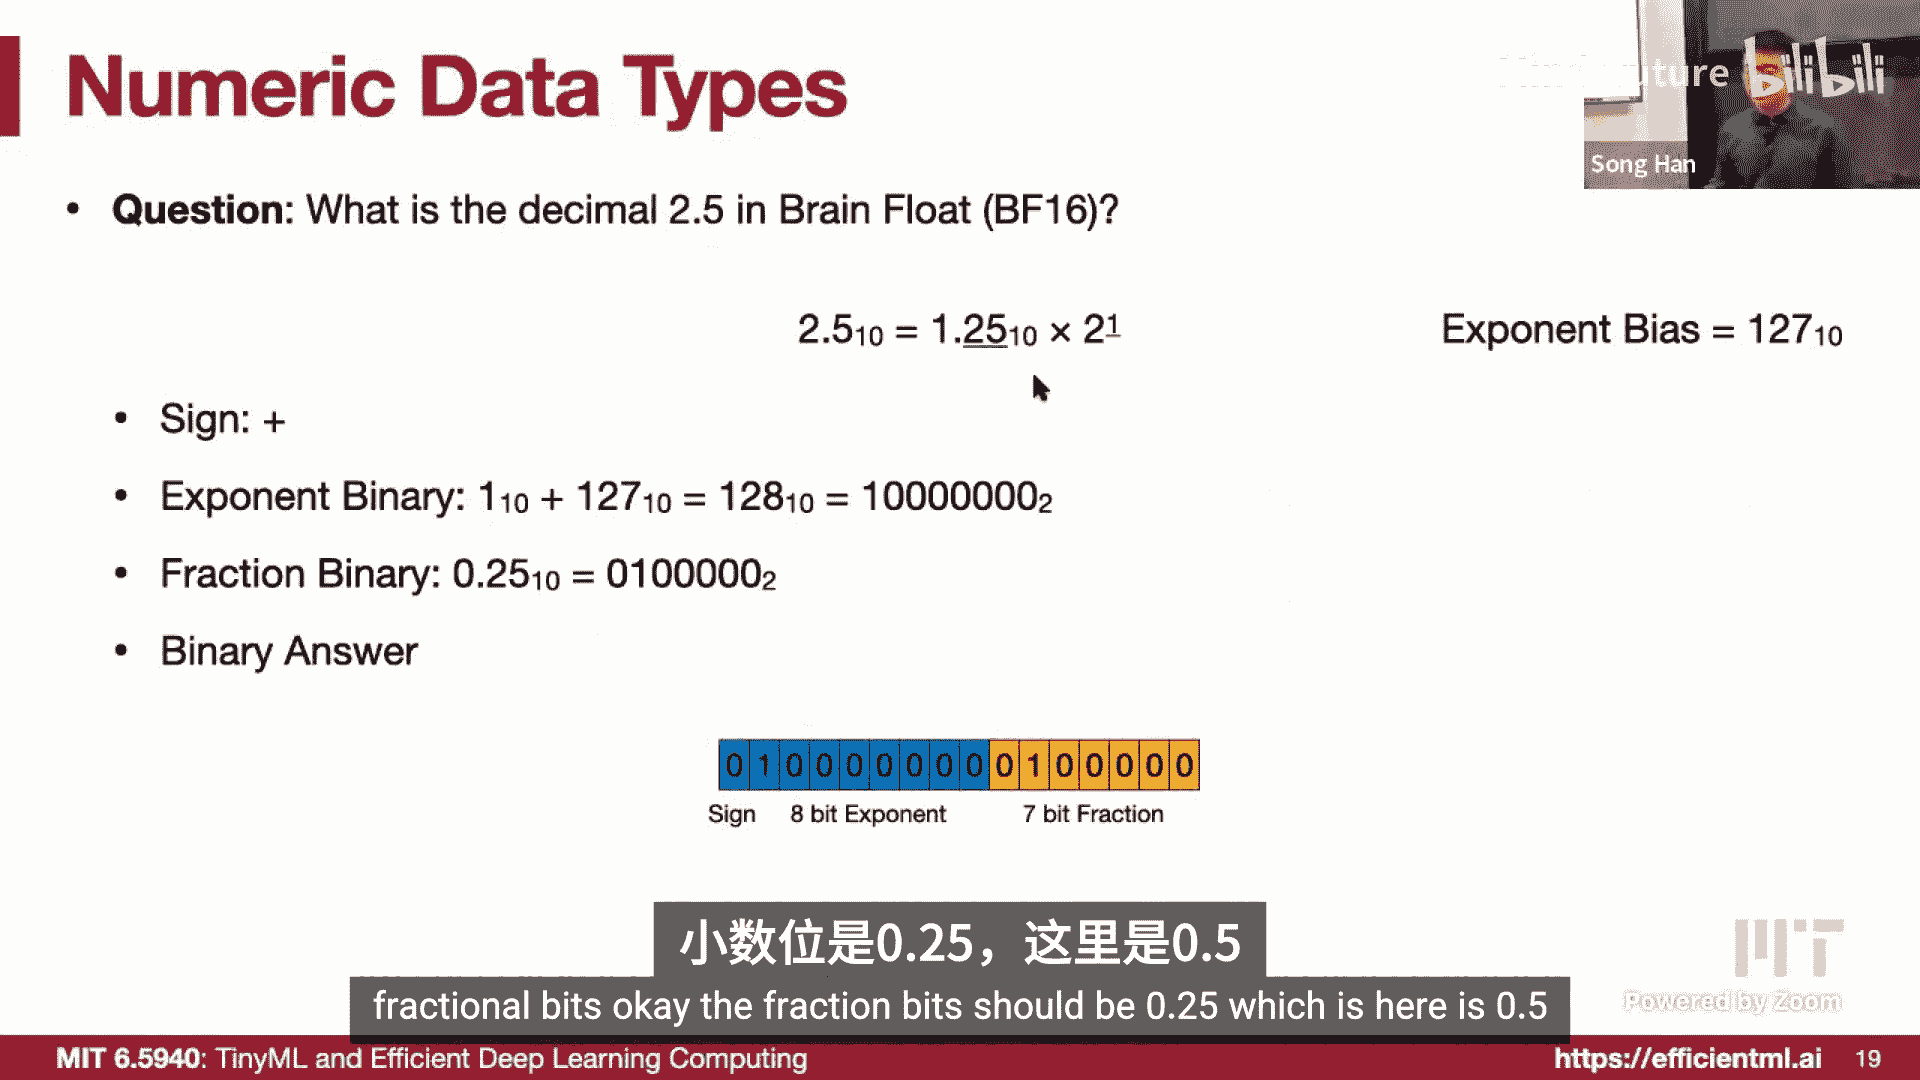 Numeric Data Types
bilibili
Song Han
• Question: What is the decimal 2.5 in Brain Float (BF16)?
2.5₁₀ = 1.25₁₀ × 2¹
Exponent Bias = 127₁₀
• Sign: +
• Exponent Binary: 1₁₀ + 127₁₀ = 128₁₀ = 10000000₂
• Fraction Binary: 0.25₁₀ = 0100000₂
• Binary Answer
0 1 0 0 0 0 0 0 0 0 1 0 0 0 0 0
Sign 8 bit Exponent 7 bit Fraction
小数位是0.25，这里是0.5
fractional bits okay the fraction bits should be 0.25 which is here is 0.5
MIT
Powered by Zoom
MIT 6.5940: TinyML and Efficient Deep Learning Computing
https://efficientml.ai 19